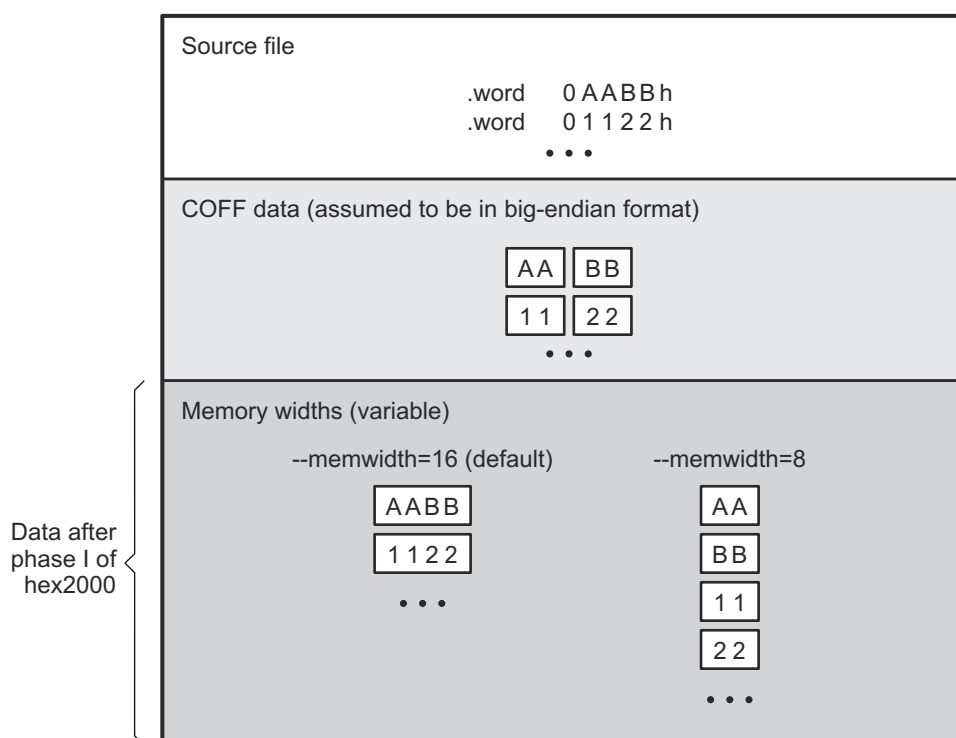 Source file
.word 0AABBh
.word 01122h
• • •
COFF data (assumed to be in big-endian format)
AA BB
11 22
• • •
Memory widths (variable)
--memwidth=16 (default) --memwidth=8
AABB AA
1122 BB
• • • 11
22
• • •
Data after
phase I of
hex2000